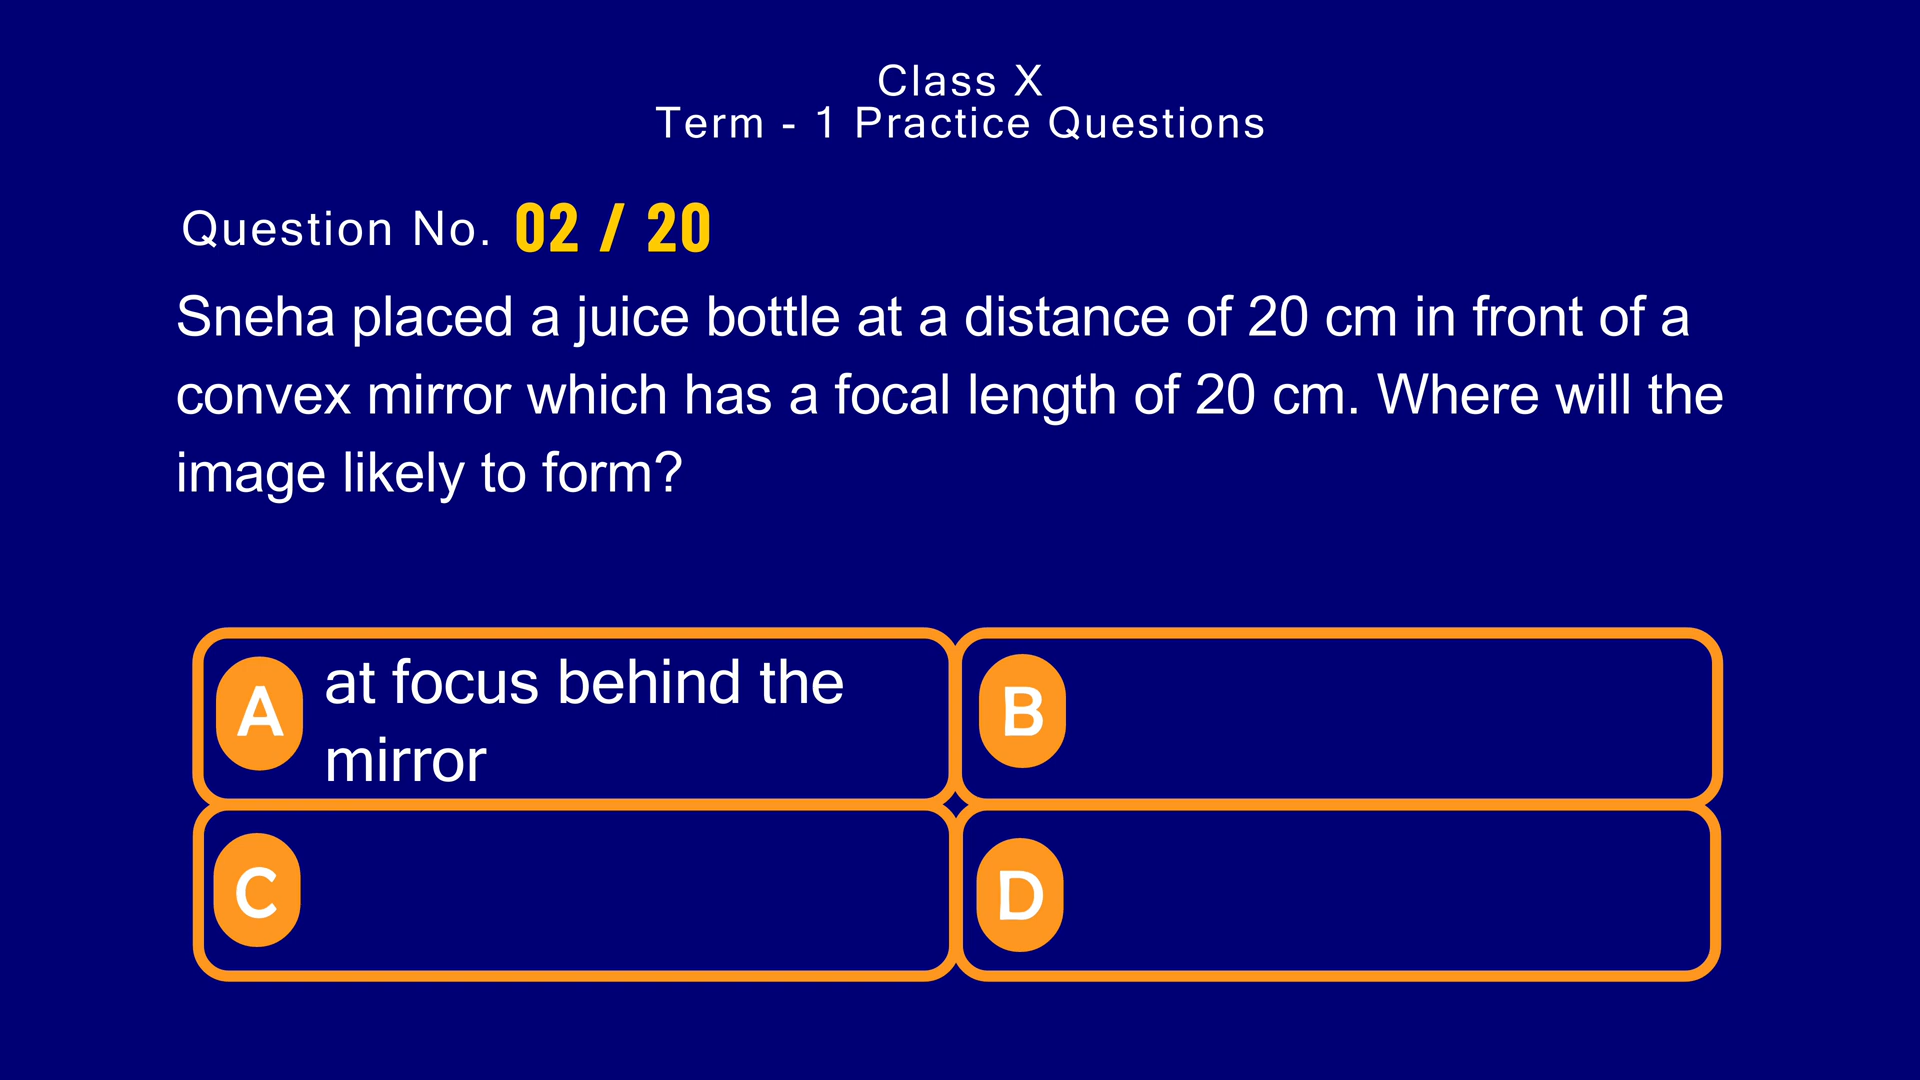 Class X
Term - 1 Practice Questions
Question No. 02 / 20
Sneha placed a juice bottle at a distance of 20 cm in front of a
convex mirror which has a focal length of 20 cm. Where will the
image likely to form?
A at focus behind the
mirror
B
C
D